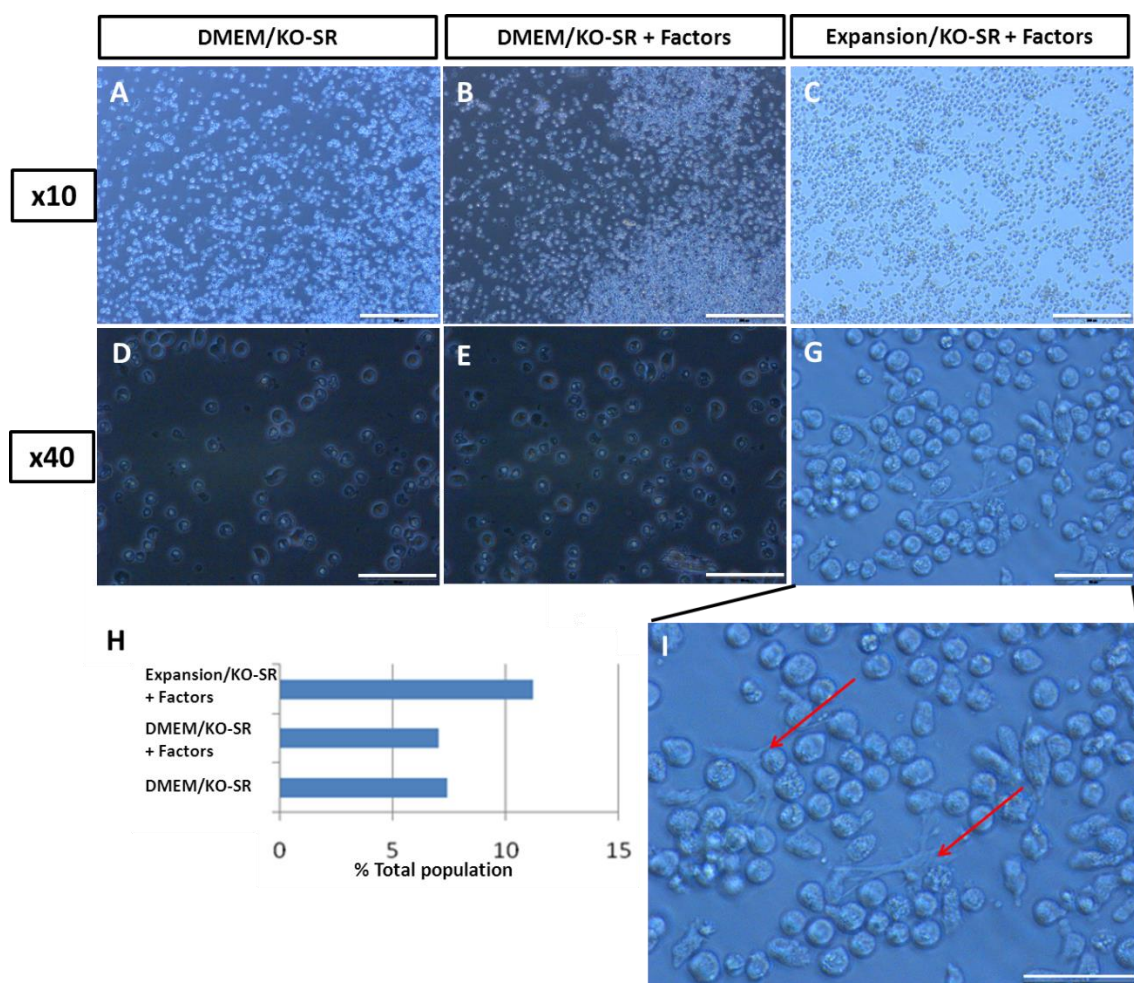 DMEM/KO-SR
DMEM/KO-SR + Factors
Expansion/KO-SR + Factors
x10
A
B
C
x40
D
E
G
H
Expansion/KO-SR
+ Factors
DMEM/KO-SR
+ Factors
DMEM/KO-SR
0
5
10
15
% Total population
I